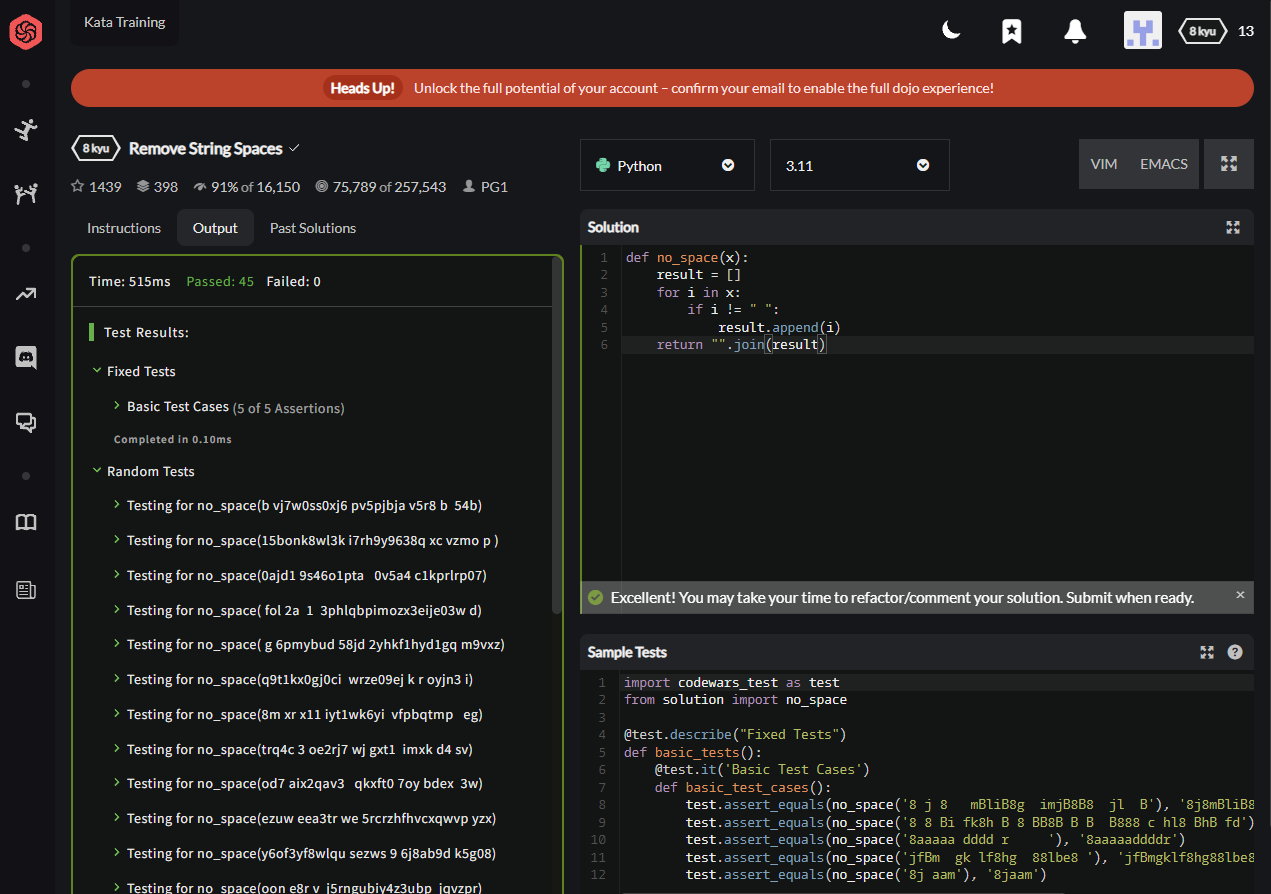 Kata Training
8 kyu
13
Heads Up! Unlock the full potential of your account – confirm your email to enable the full dojo experience!
8 kyu Remove String Spaces
1439 398 91% of 16,150 75,789 of 257,543 PG1
Instructions Output Past Solutions
Time: 515ms Passed: 45 Failed: 0
Test Results:
Fixed Tests
Basic Test Cases (5 of 5 Assertions)
Completed in 0.10ms
Random Tests
Testing for no_space(b vj7w0ss0xj6 pv5pjbja v5r8 b  54b)
Testing for no_space(15bonk8wl3k i7rh9y9638q xc vzmo p )
Testing for no_space(0ajd1 9s46o1pta   0v5a4 c1kprlrp07)
Testing for no_space( fol 2a  1  3phlqbpimozx3eije03w d)
Testing for no_space( g 6pmybud 58jd 2yhkf1hyd1gq m9vxz)
Testing for no_space(q9t1kx0gj0ci  wrze09ej k r oyjn3 i)
Testing for no_space(8m xr x11 iyt1wk6yi  vfpbqtmp   eg)
Testing for no_space(trq4c 3 oe2rj7 wj gxt1  imxk d4 sv)
Testing for no_space(od7 aix2qav3   qkxft0 7oy bdex  3w)
Testing for no_space(ezuw eea3tr we 5rcrzhfhvcxqwvp yzx)
Testing for no_space(y6of3yf8wlqu sezws 9 6j8ab9d k5g08)
Testing for no_space(oon e8r v  j5rngubiy4z3ubp  jqvzpr)
Python
3.11
VIM EMACS
Solution
1 def no_space(x):
2     result = []
3     for i in x:
4         if i != " ":
5             result.append(i)
6     return "".join(result)
Excellent! You may take your time to refactor/comment your solution. Submit when ready. ×
Sample Tests ?
1 import codewars_test as test
2 from solution import no_space
3
4 @test.describe("Fixed Tests")
5 def basic_tests():
6     @test.it('Basic Test Cases')
7     def basic_test_cases():
8         test.assert_equals(no_space('8 j 8   mBliB8g  imjB8B8  jl  B'), '8j8mBliB8
9         test.assert_equals(no_space('8 8 Bi fk8h B 8 BB8B B B  B888 c hl8 BhB fd')
10         test.assert_equals(no_space('8aaaaa dddd r     '), '8aaaaaddddr')
11         test.assert_equals(no_space('jfBm  gk lf8hg  88lbe8 '), 'jfBmgklf8hg88lbe8
12         test.assert_equals(no_space('8j aam'), '8jaam')